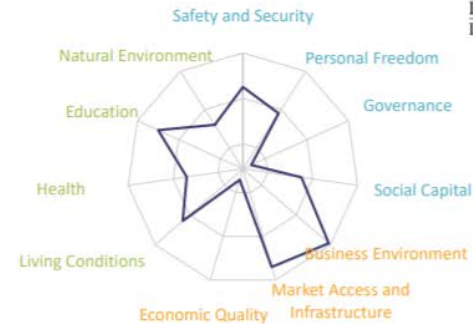 Safety and Security
Natural Environment
Personal Freedom
Education
Governance
Health
Social Capital
Living Conditions
Business Environment
Economic Quality
Market Access and
Infrastructure